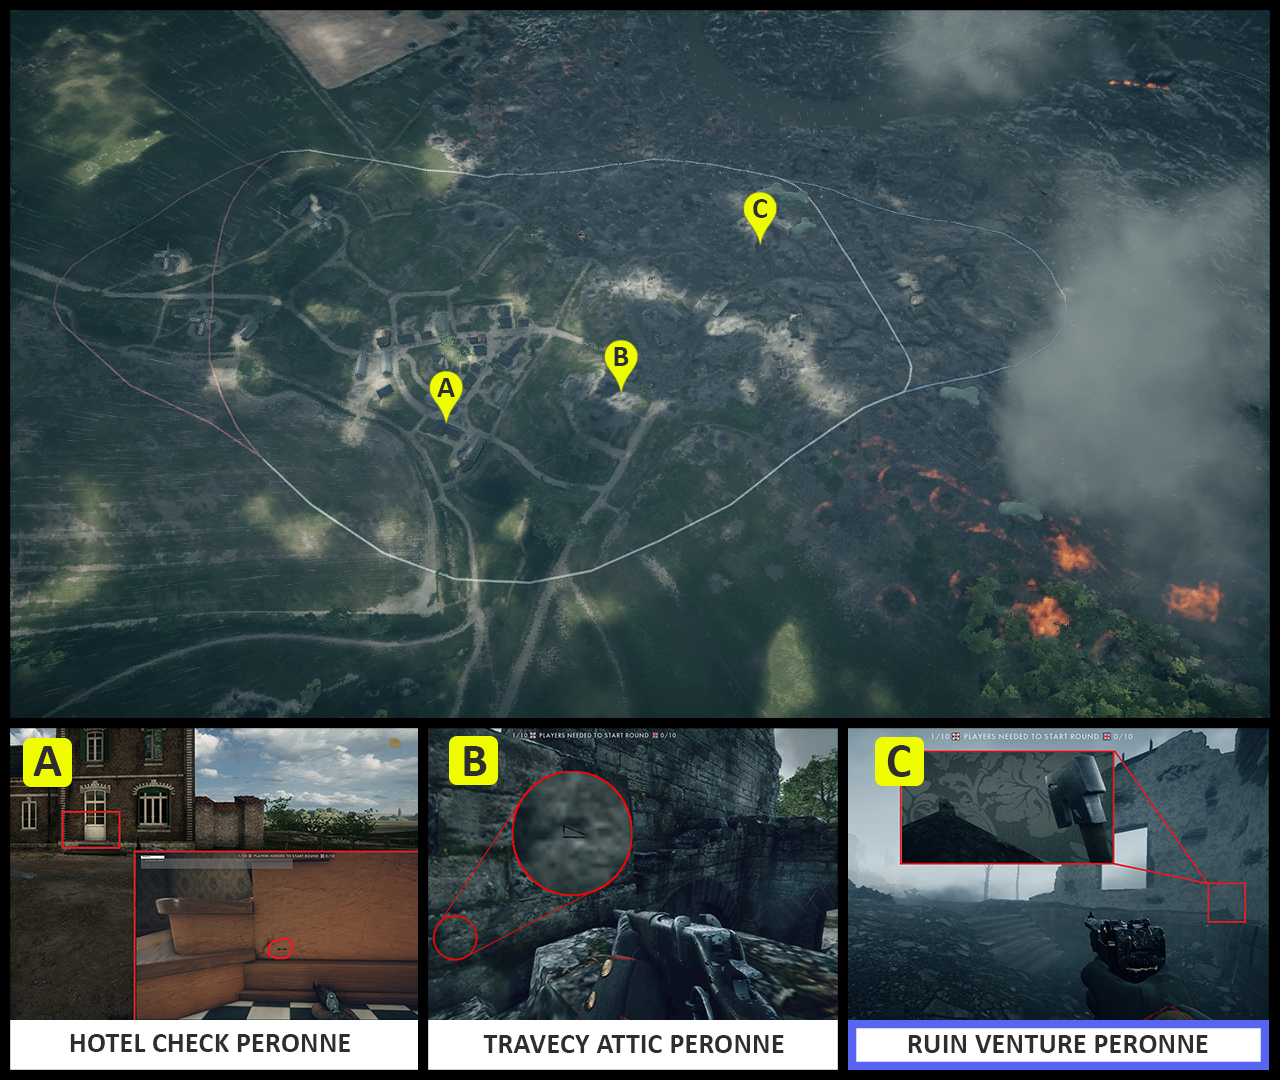 C
B
A
A
HOTEL CHECK PERONNE
1/10 PLAYERS NEEDED TO START ROUND 0/10
B
TRAVECY ATTIC PERONNE
1/10 PLAYERS NEEDED TO START ROUND 0/10
C
1/10 PLAYERS NEEDED TO START ROUND 0/10
RUIN VENTURE PERONNE